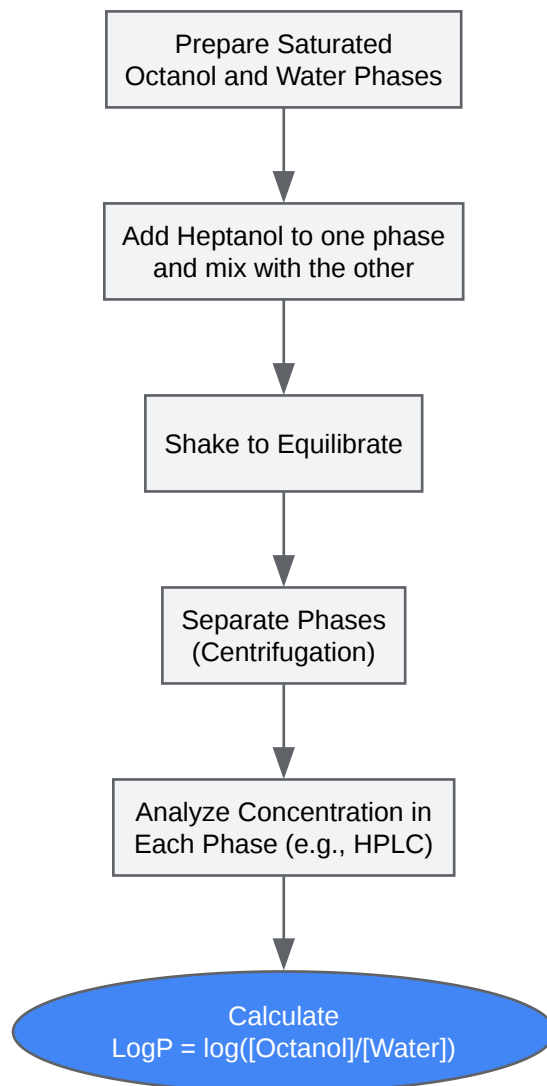 Prepare Saturated
Octanol and Water Phases
Add Heptanol to one phase
and mix with the other
Shake to Equilibrate
Separate Phases
(Centrifugation)
Analyze Concentration in
Each Phase (e.g., HPLC)
Calculate
LogP = log([Octanol]/[Water])